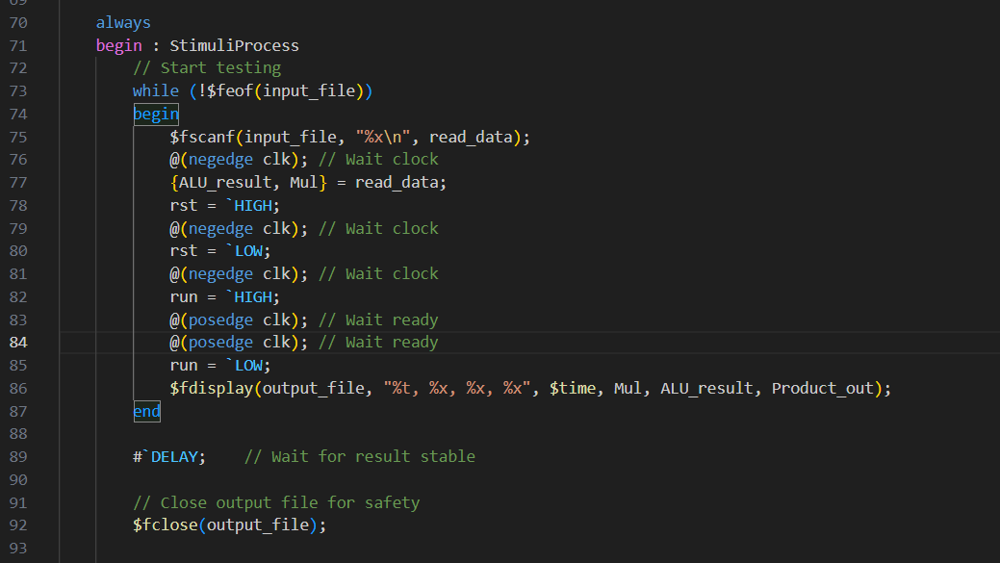 69
70 always
71 begin : StimuliProcess
72 // Start testing
73 while (!$feof(input_file))
74 begin
75 $fscanf(input_file, "%x\n", read_data);
76 @(negedge clk); // Wait clock
77 {ALU_result, Mul} = read_data;
78 rst = `HIGH;
79 @(negedge clk); // Wait clock
80 rst = `LOW;
81 @(negedge clk); // Wait clock
82 run = `HIGH;
83 @(posedge clk); // Wait ready
84 @(posedge clk); // Wait ready
85 run = `LOW;
86 $fdisplay(output_file, "%t, %x, %x, %x", $time, Mul, ALU_result, Product_out);
87 end
88
89 #`DELAY; // Wait for result stable
90
91 // Close output file for safety
92 $fclose(output_file);
93